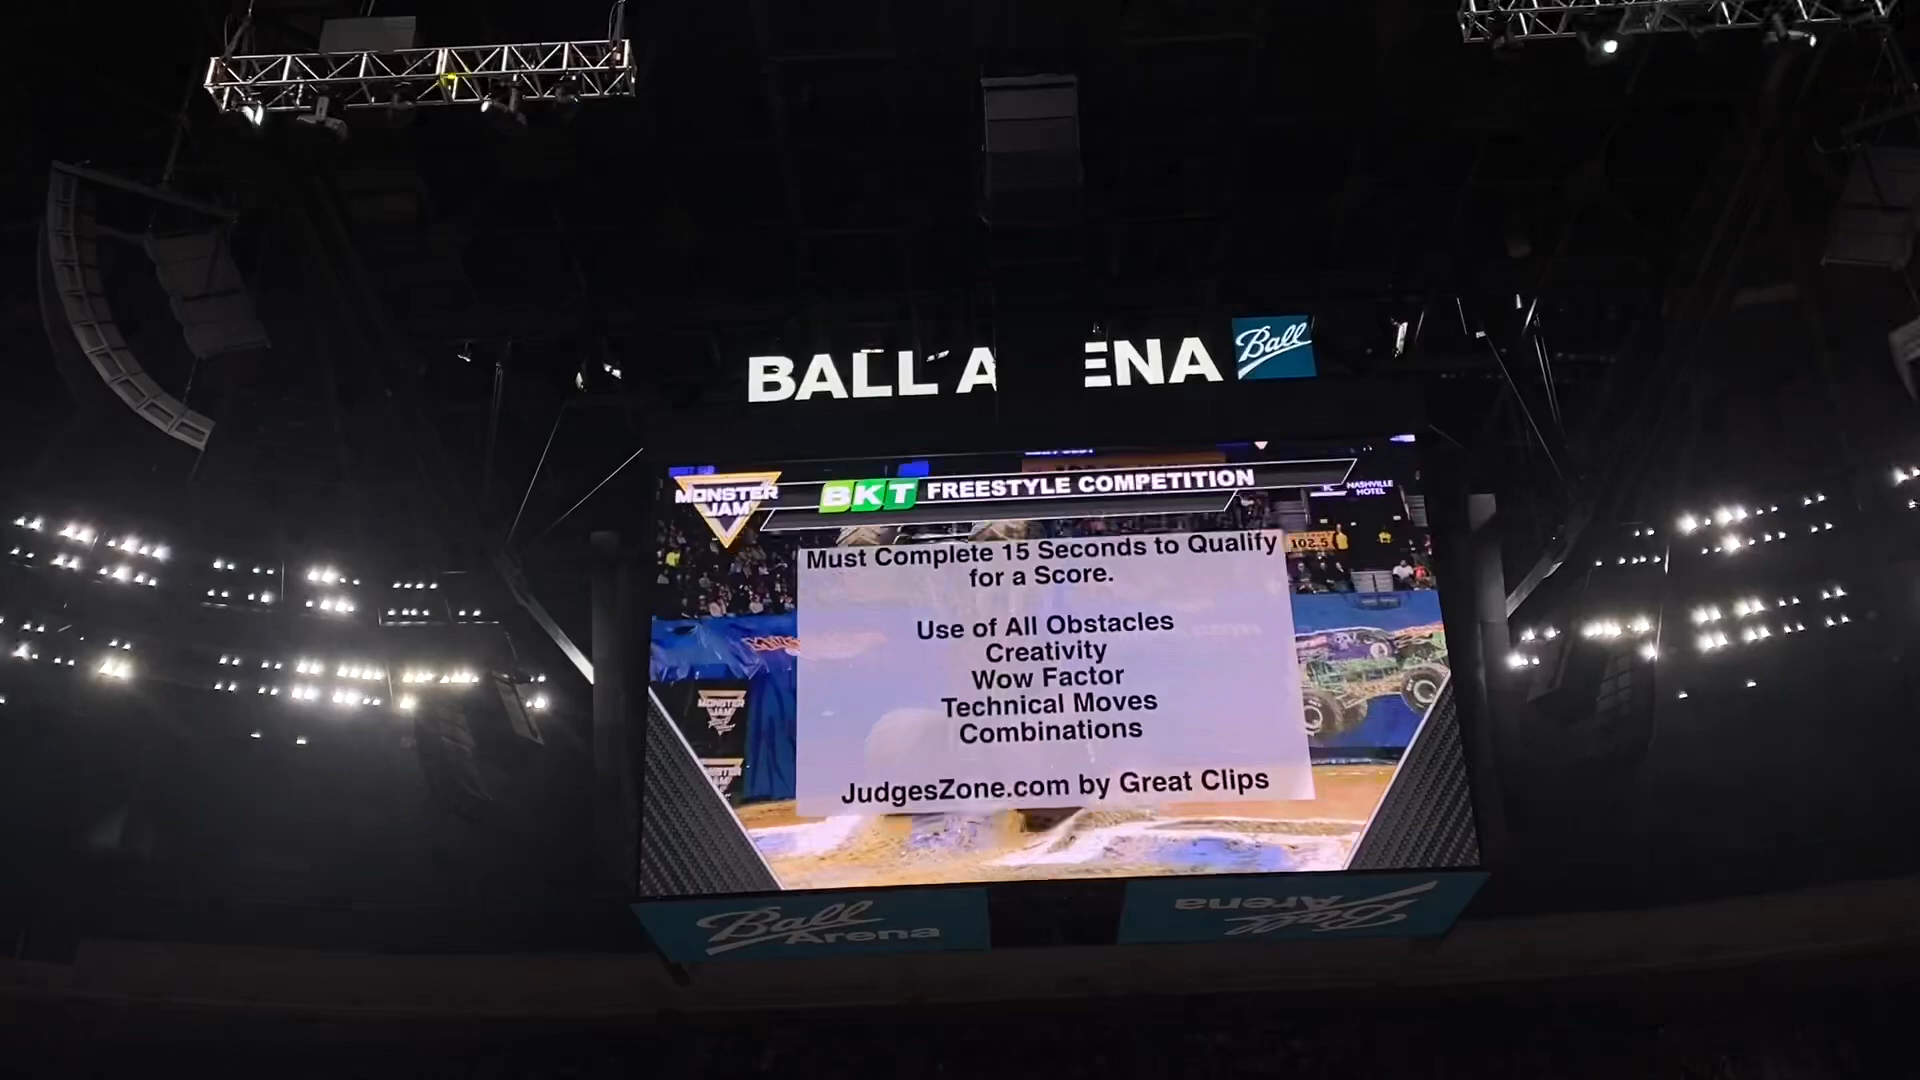 BALL A ENA Ball
MONSTER
JAM
BKT FREESTYLE COMPETITION
NASHVILLE
HOTEL
102.5
Must Complete 15 Seconds to Qualify
for a Score.
Use of All Obstacles
Creativity
Wow Factor
Technical Moves
Combinations
JudgesZone.com by Great Clips
MONSTER
JAM
Ball
Arena
Ball
Arena